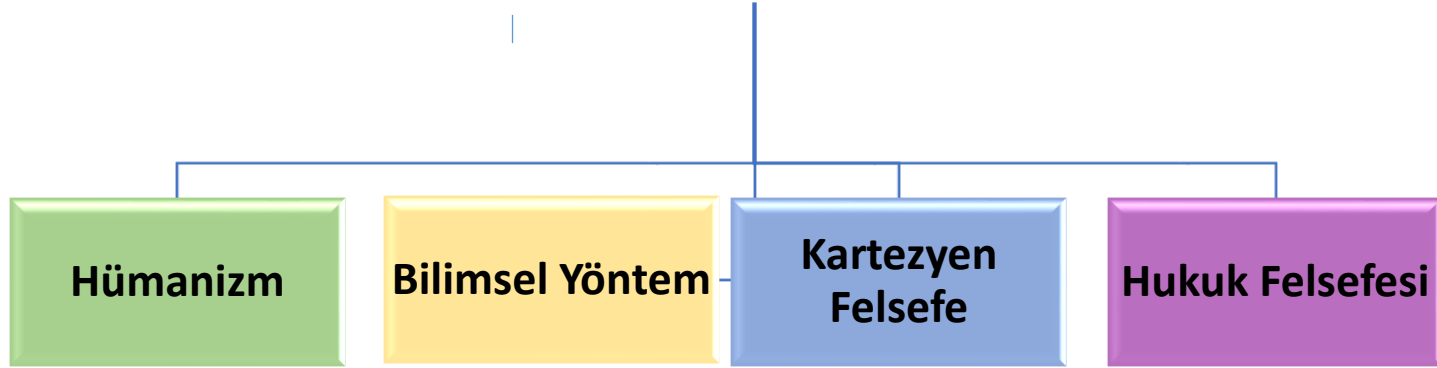 Hümanizm
Bilimsel Yöntem
Kartezyen
Felsefe
Hukuk Felsefesi